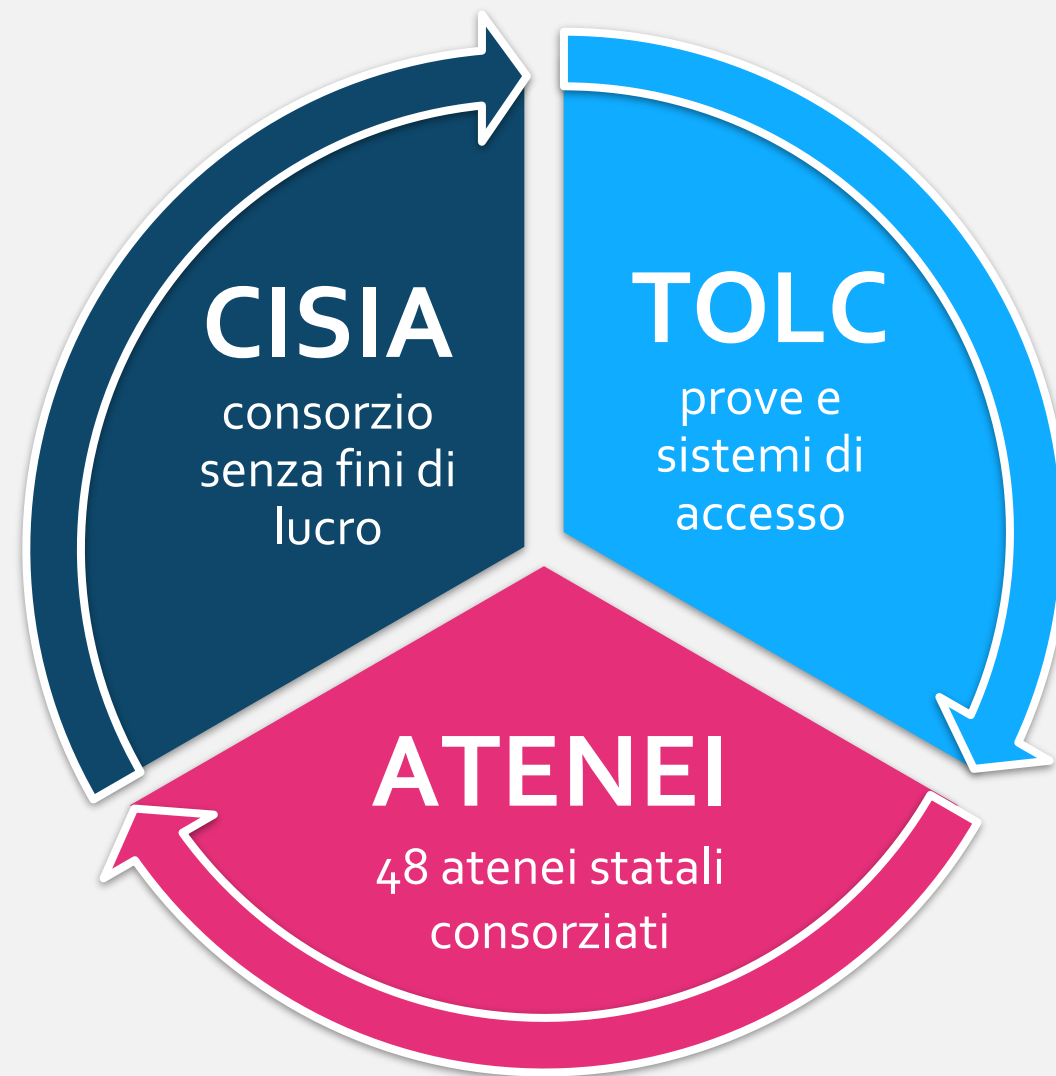 CISIA
consorzio
senza fini di
lucro
TOLC
prove e
sistemi di
accesso
ATENEI
48 atenei statali
consorziati